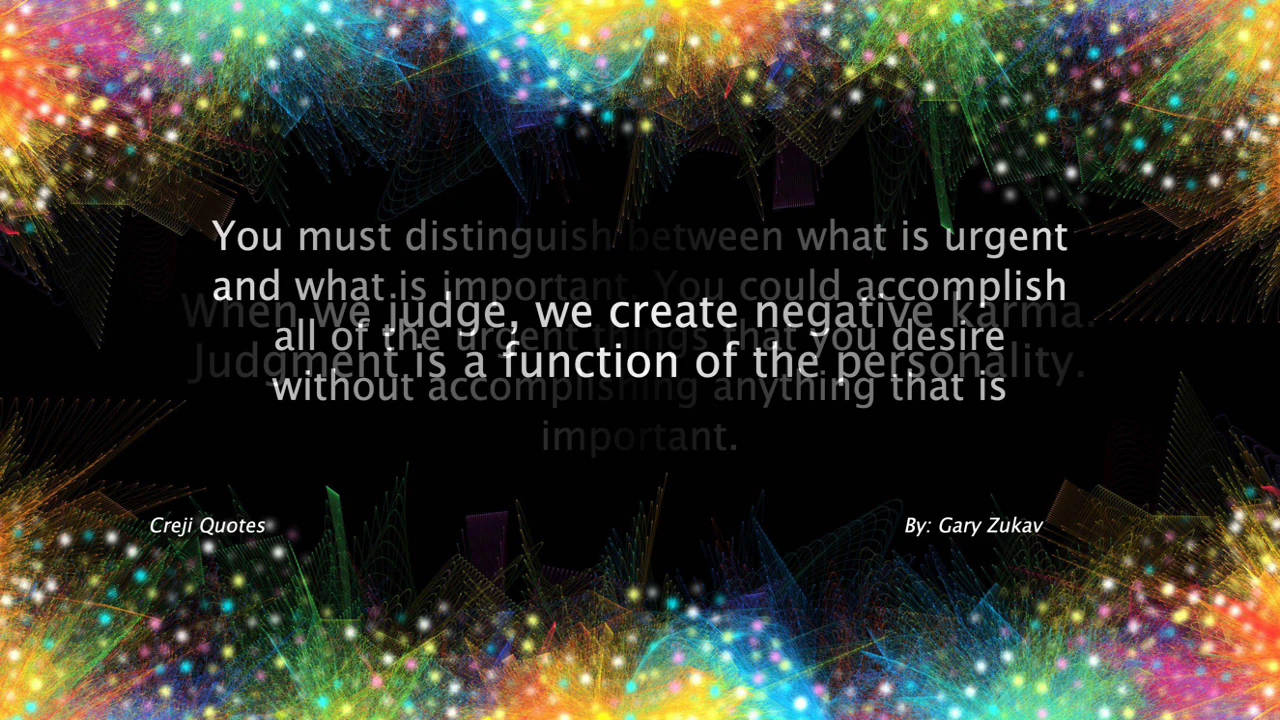 You must distinguish between what is urgent
and what is important. You could accomplish
all of the urgent things that you desire
without accomplishing anything that is
important.
When we judge, we create negative karma.
Judgment is a function of the personality.
Creji Quotes
By: Gary Zukav